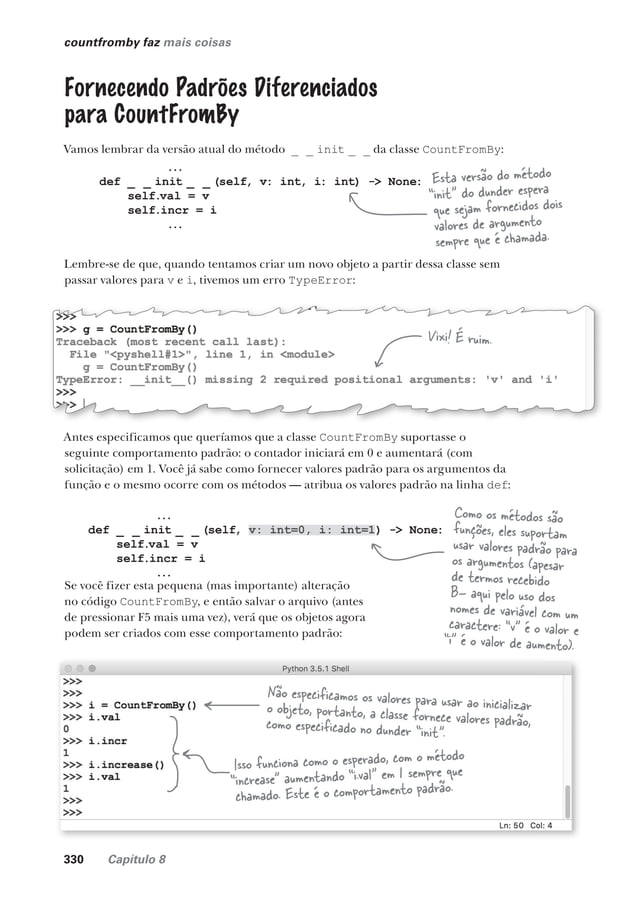 countfromby faz mais coisas
Fornecendo Padrões Diferenciados
para CountFromBy
Vamos lembrar da versão atual do método _ _ init _ _ da classe CountFromBy:
...
def _ _ init _ _ (self, v: int, i: int) -> None:
self.val = v
self.incr = i
...
Esta versão do método
"init" do dunder espera
que sejam fornecidos dois
valores de argumento
sempre que é chamada.
Lembre-se de que, quando tentamos criar um novo objeto a partir dessa classe sem
passar valores para v e i, tivemos um erro TypeError:
>>>
>>> g = CountFromBy()
Traceback (most recent call last):
File "<pyshell#1>", line 1, in <module>
g = CountFromBy()
TypeError: __init__() missing 2 required positional arguments: 'v' and 'i'
>>>
>>>
Vixi! É ruim.
Antes especificamos que queríamos que a classe CountFromBy suportasse o
seguinte comportamento padrão: o contador iniciará em 0 e aumentará (com
solicitação) em 1. Você já sabe como fornecer valores padrão para os argumentos da
função e o mesmo ocorre com os métodos — atribua os valores padrão na linha def:
...
def _ _ init _ _ (self, v: int=0, i: int=1) -> None:
self.val = v
self.incr = i
...
Como os métodos são
funções, eles suportam
usar valores padrão para
os argumentos (apesar
de termos recebido
B— aqui pelo uso dos
nomes de variável com um
caractere: "v" é o valor e
"i" é o valor de aumento).
Se você fizer esta pequena (mas importante) alteração
no código CountFromBy, e então salvar o arquivo (antes
de pressionar F5 mais uma vez), verá que os objetos agora
podem ser criados com esse comportamento padrão:
Python 3.5.1 Shell
>>>
>>>
>>> i = CountFromBy()
>>> i.val
0
>>> i.incr
1
>>> i.increase()
>>> i.val
1
>>>
>>>
Não especificamos os valores para usar ao inicializar
o objeto, portanto, a classe fornece valores padrão,
como especificado no dunder "init".
Isso funciona como o esperado, com o método
"increase" aumentando "i.val" em 1 sempre que
chamado. Este é o comportamento padrão.
Ln: 50 Col: 4
330 Capítulo 8